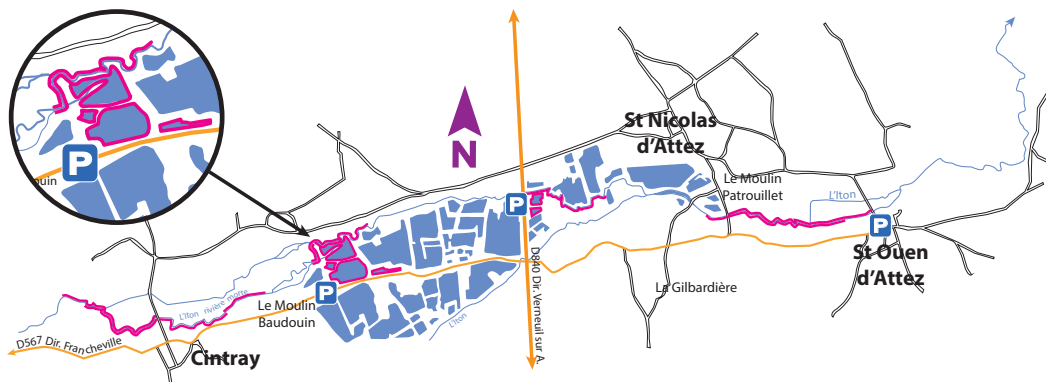 P
ouin
N
St Nicolas
d'Attez
Le Moulin
Patrouillet
L'Iton
P
P
St Ouen
d'Attez
D840 Dir. Verneuil sur A.
La Gilbardière
P
L'Iton rivière morte
Le Moulin
Baudouin
L'Iton
D567 Dir. Francheville
Cintray